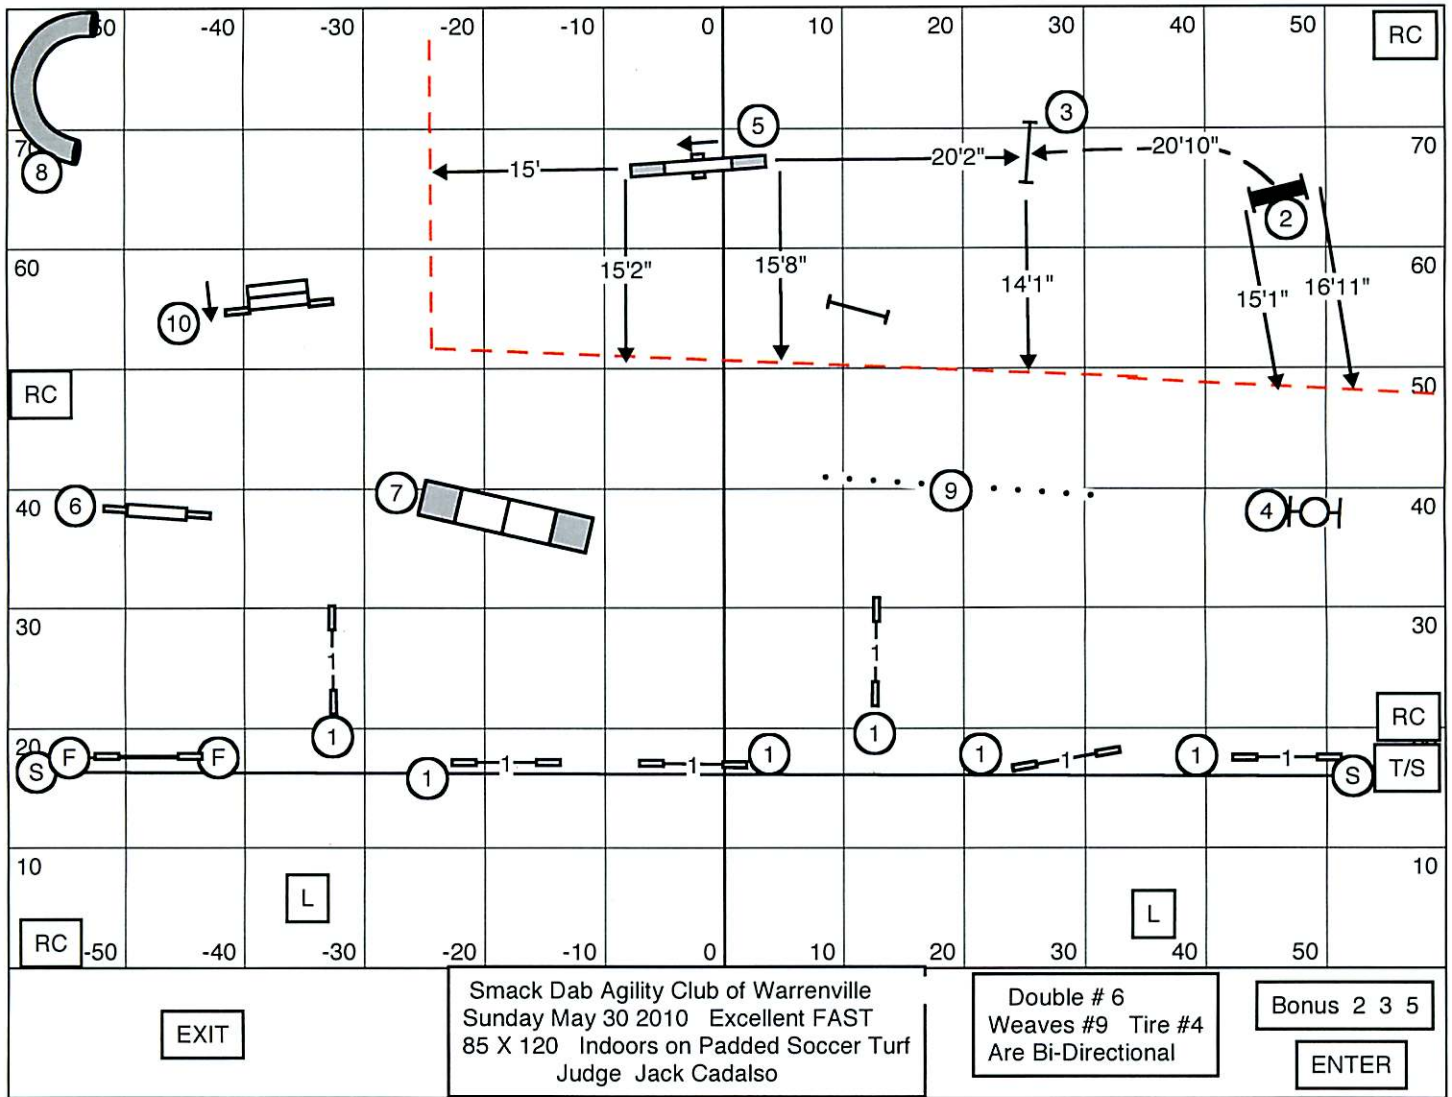 50 -40 -30 -20 -10 0 10 20 30 40 50 RC
3
5
70 8 15' 20'2" 20'10" 70
2
60 15'2" 15'8" 14'1" 15'1" 16'11" 60
10
RC 50
40 6 7 9 4 40
30 1 1 30
RC
20 1 1
S F F 1 1 1 1 1 1 1 1 S T/S
10 10
L L
RC -50 -40 -30 -20 -10 0 10 20 30 40 50
EXIT
Smack Dab Agility Club of Warrenville
Sunday May 30 2010 Excellent FAST
85 X 120 Indoors on Padded Soccer Turf
Judge Jack Cadalso
Double # 6
Weaves #9 Tire #4
Are Bi-Directional
Bonus 2 3 5
ENTER